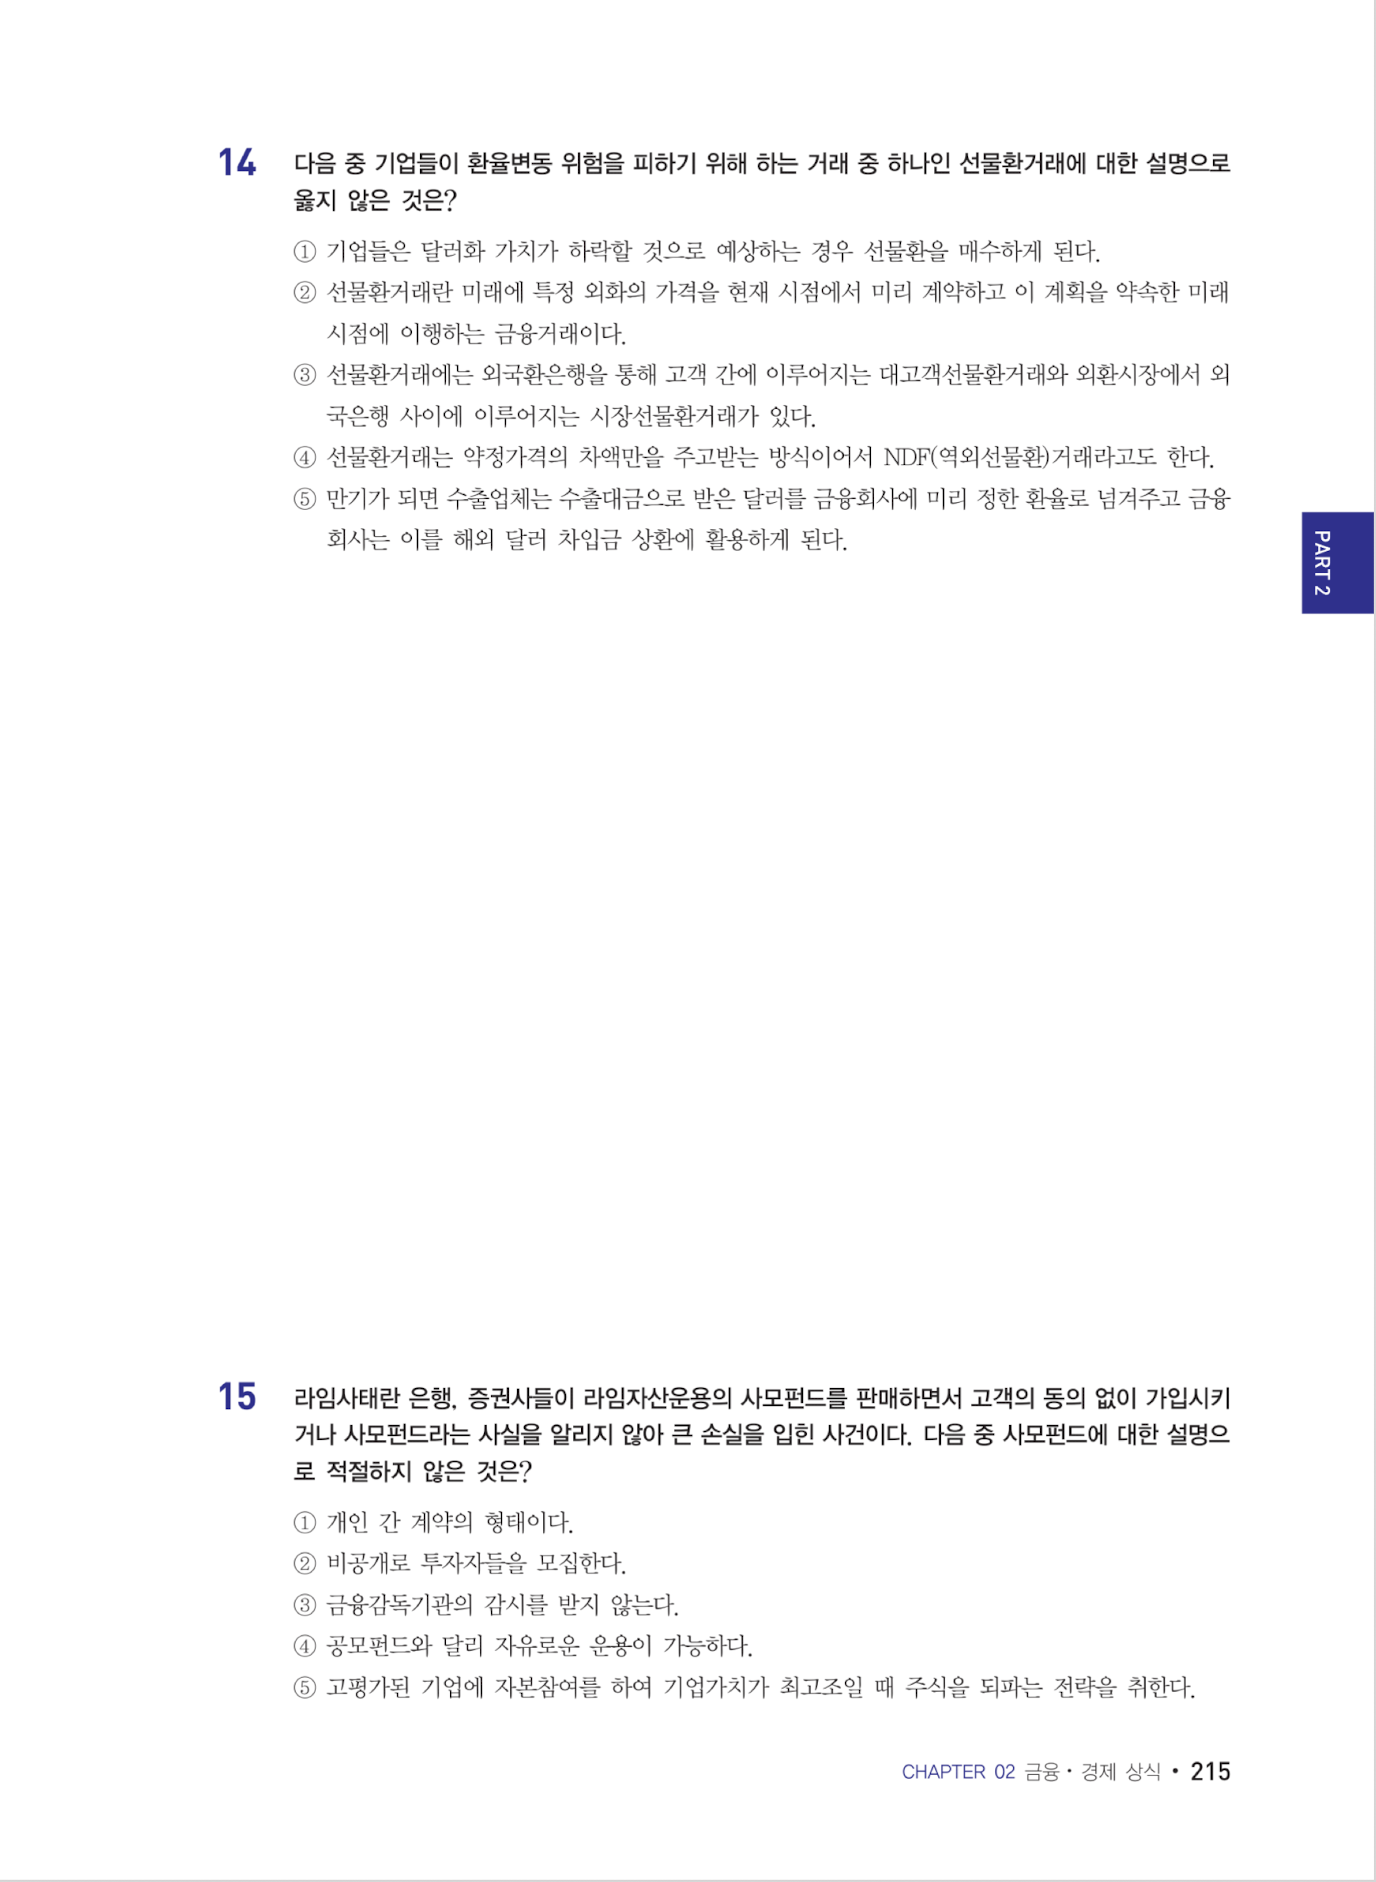 14 다음 중 기업들이 환율변동 위험을 피하기 위해 하는 거래 중 하나인 선물환거래에 대한 설명으로
옳지 않은 것은?
① 기업들은 달러화 가치가 하락할 것으로 예상하는 경우 선물환을 매수하게 된다.
② 선물환거래란 미래에 특정 외화의 가격을 현재 시점에서 미리 계약하고 이 계획을 약속한 미래
시점에 이행하는 금융거래이다.
③ 선물환거래에는 외국환은행을 통해 고객 간에 이루어지는 대고객선물환거래와 외환시장에서 외
국은행 사이에 이루어지는 시장선물환거래가 있다.
④ 선물환거래는 약정가격의 차액만을 주고받는 방식이어서 NDF(역외선물환)거래라고도 한다.
⑤ 만기가 되면 수출업체는 수출대금으로 받은 달러를 금융회사에 미리 정한 환율로 넘겨주고 금융
회사는 이를 해외 달러 차입금 상환에 활용하게 된다.
PART 2
15 라임사태란 은행, 증권사들이 라임자산운용의 사모펀드를 판매하면서 고객의 동의 없이 가입시키
거나 사모펀드라는 사실을 알리지 않아 큰 손실을 입힌 사건이다. 다음 중 사모펀드에 대한 설명으
로 적절하지 않은 것은?
① 개인 간 계약의 형태이다.
② 비공개로 투자자들을 모집한다.
③ 금융감독기관의 감시를 받지 않는다.
④ 공모펀드와 달리 자유로운 운용이 가능하다.
⑤ 고평가된 기업에 자본참여를 하여 기업가치가 최고조일 때 주식을 되파는 전략을 취한다.
CHAPTER 02 금융 · 경제 상식 • 215